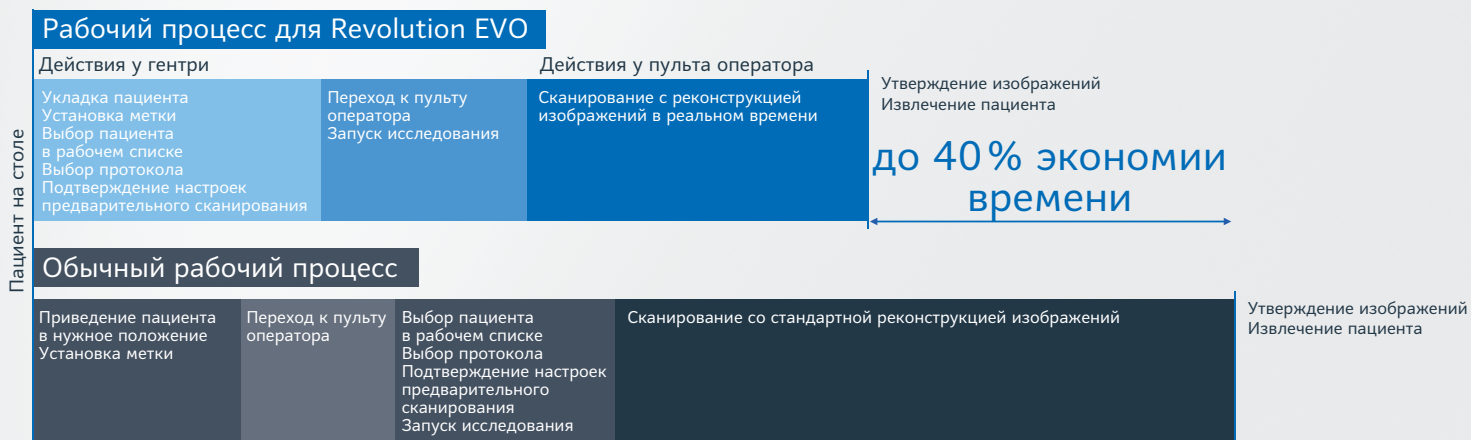 Пациент на столе
Рабочий процесс для Revolution EVO
Действия у гентри
Укладка пациента
Установка метки
Выбор пациента
в рабочем списке
Выбор протокола
Подтверждение настроек
предварительного сканирования
Переход к пульту
оператора
Запуск исследования
Действия у пульта оператора
Сканирование с реконструкцией
изображений в реальном времени
Утверждение изображений
Извлечение пациента
до 40% экономии
времени
Обычный рабочий процесс
Приведение пациента
в нужное положение
Установка метки
Переход к пульту
оператора
Выбор пациента
в рабочем списке
Выбор протокола
Подтверждение настроек
предварительного
сканирования
Запуск исследования
Сканирование со стандартной реконструкцией изображений
Утверждение изображений
Извлечение пациента